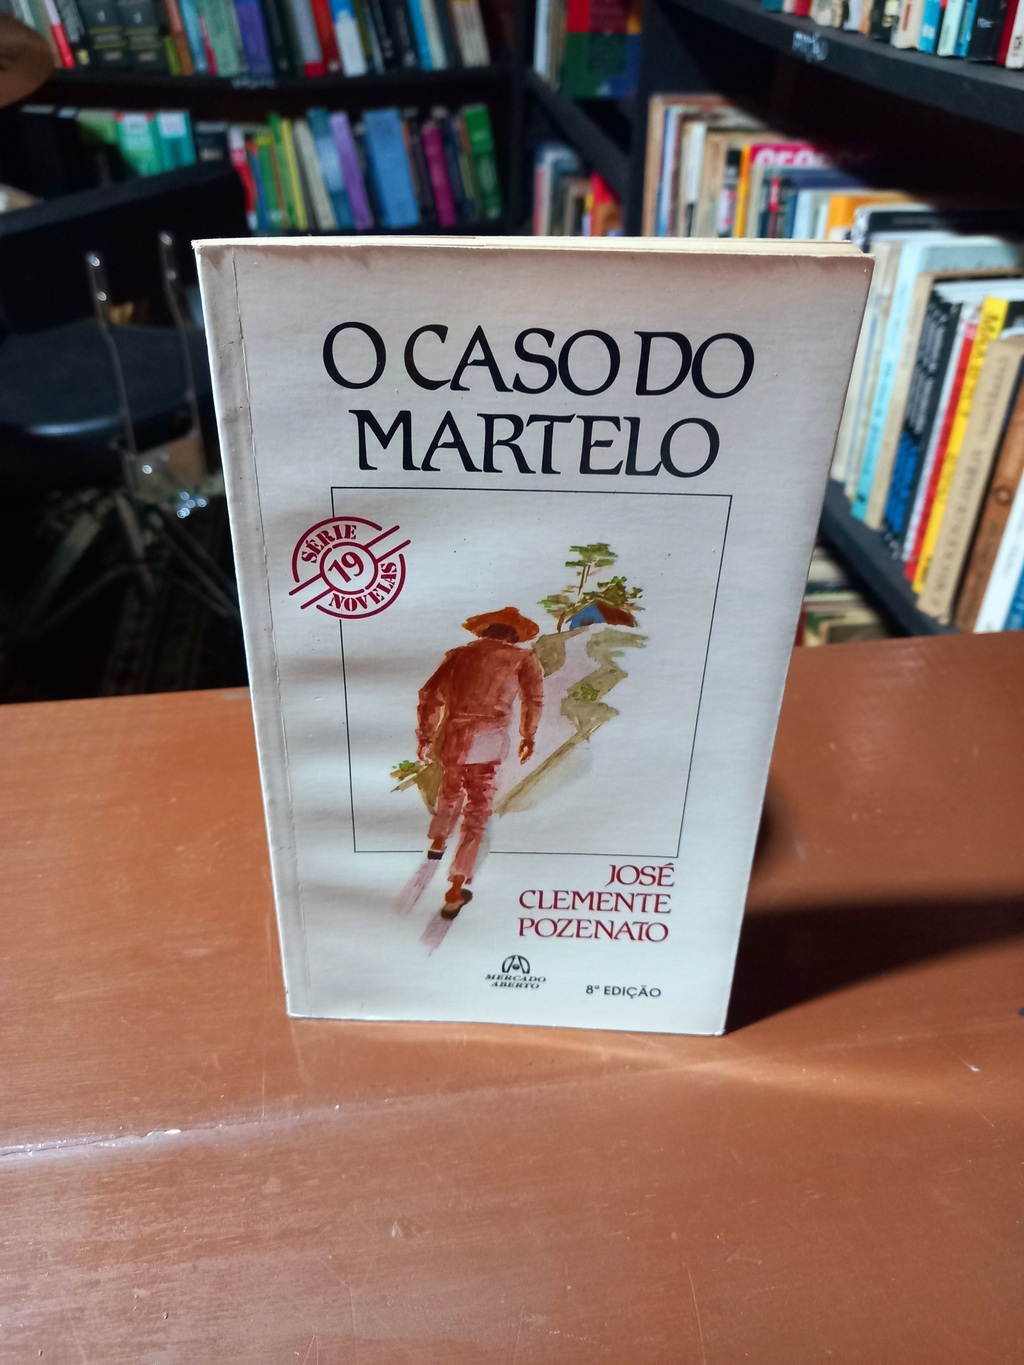 O CASO DO
MARTELO
SÉRIE
19
NOVELAS
JOSÉ
CLEMENTE
POZENATO
MERCADO
ABERTO
8ª EDIÇÃO